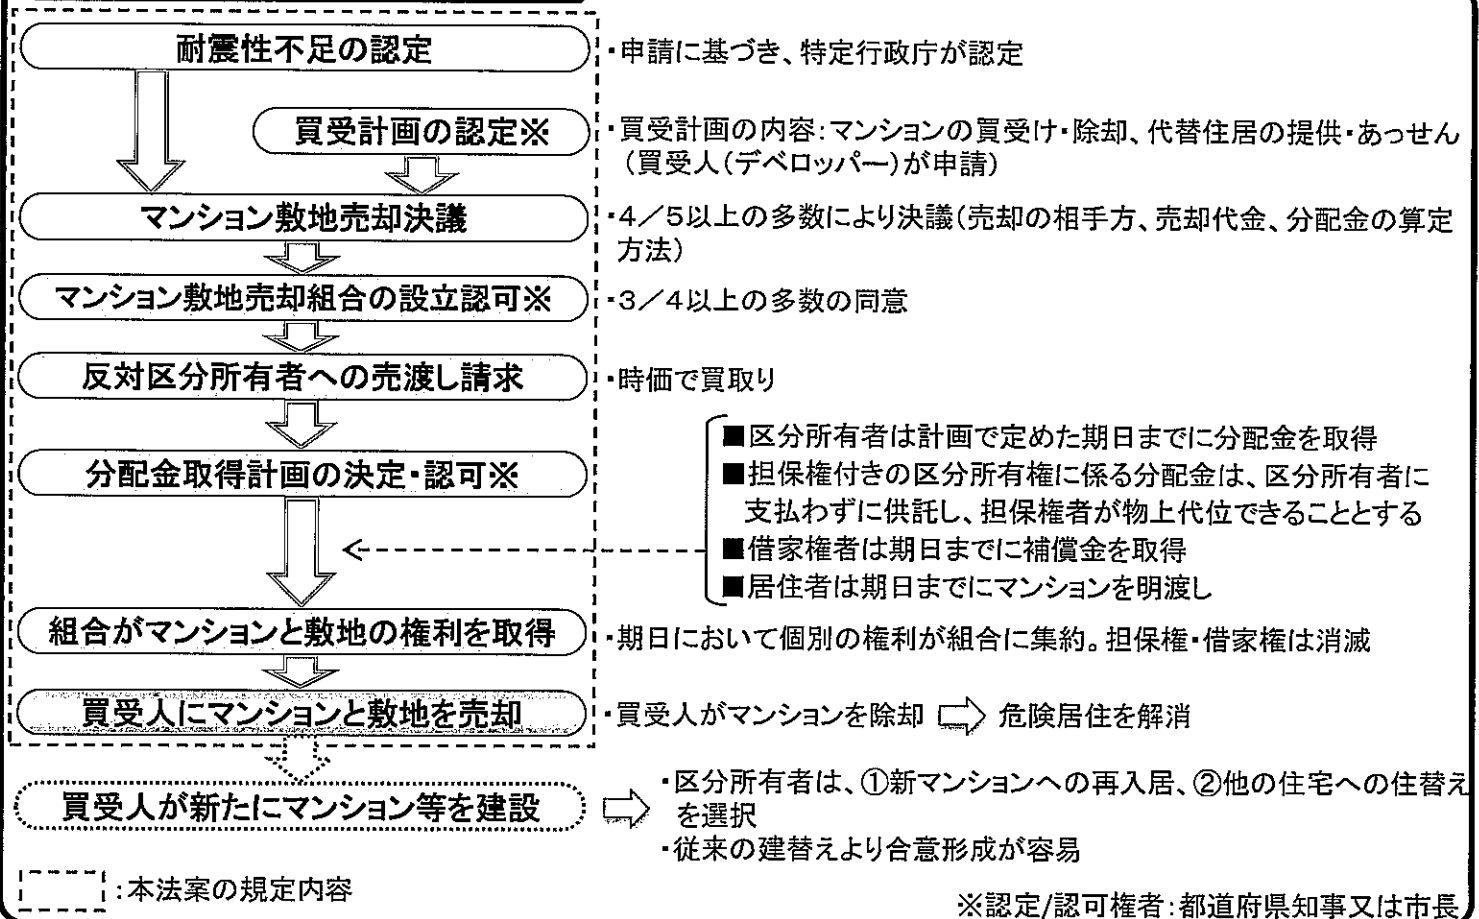 耐震性不足の認定
・申請に基づき、特定行政庁が認定
買受計画の認定※
・買受計画の内容:マンションの買受け・除却、代替住居の提供・あっせん
(買受人(デベロッパー)が申請)
マンション敷地売却決議
・4/5以上の多数により決議(売却の相手方、売却代金、分配金の算定
方法)
マンション敷地売却組合の設立認可※
・3/4以上の多数の同意
反対区分所有者への売渡し請求
・時価で買取り
分配金取得計画の決定・認可※
■区分所有者は計画で定めた期日までに分配金を取得
■担保権付きの区分所有権に係る分配金は、区分所有者に
支払わずに供託し、担保権者が物上代位できることとする
■借家権者は期日までに補償金を取得
■居住者は期日までにマンションを明渡し
組合がマンションと敷地の権利を取得
・期日において個別の権利が組合に集約。担保権・借家権は消滅
買受人にマンションと敷地を売却
・買受人がマンションを除却 ⇨ 危険居住を解消
買受人が新たにマンション等を建設
・区分所有者は、①新マンションへの再入居、②他の住宅への住替え
を選択
・従来の建替えより合意形成が容易
:本法案の規定内容
※認定/認可権者:都道府県知事又は市長